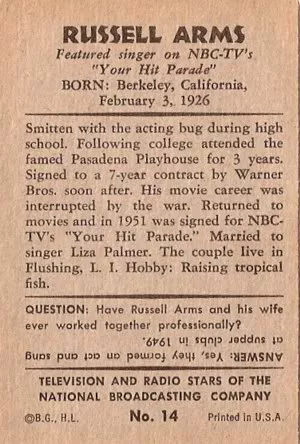 RUSSELL ARMS
Featured singer on NBC-TV's
"Your Hit Parade"
BORN: Berkeley, California,
February 3, 1926
Smitten with the acting bug during high
school. Following college attended the
famed Pasadena Playhouse for 3 years.
Signed to a 7-year contract by Warner
Bros. soon after. His movie career was
interrupted by the war. Returned to
movies and in 1951 was signed for NBC-
TV's "Your Hit Parade." Married to
singer Liza Palmer. The couple live in
Flushing, L. I. Hobby: Raising tropical
fish.
QUESTION: Have Russell Arms and his wife
ever worked together professionally?
ANSWER: Yes, they formed an act and sang
at supper clubs in 1949.
TELEVISION AND RADIO STARS OF THE
NATIONAL BROADCASTING COMPANY
©B.G., H.L. No. 14 Printed in U.S.A.